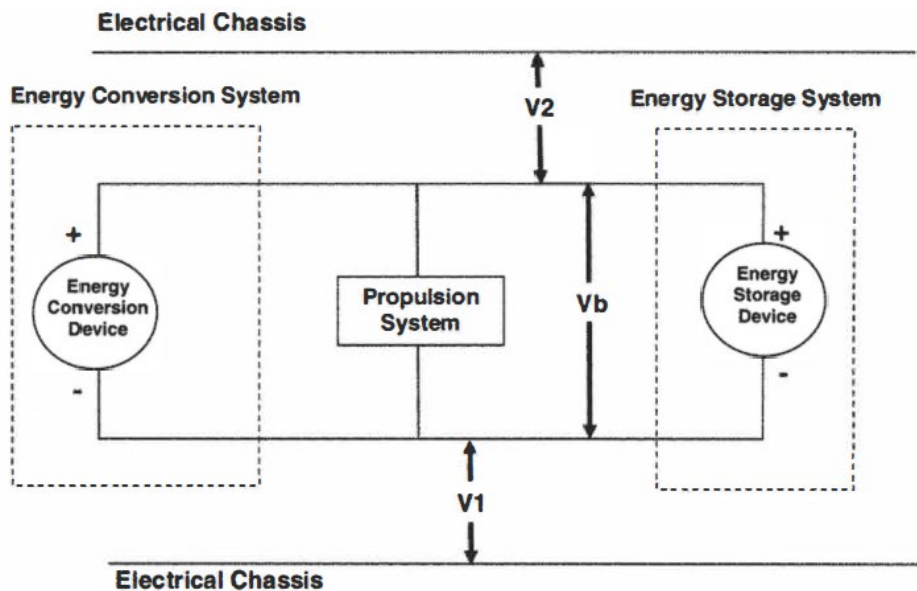 Electrical Chassis
Energy Conversion System
Energy Storage System
V2
+
+
Energy
Conversion
Device
Propulsion
System
Vb
Energy
Storage
Device
-
-
V1
Electrical Chassis